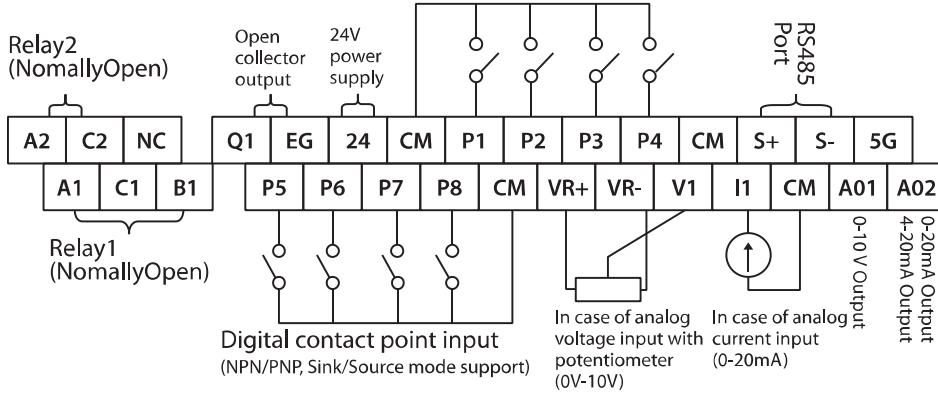 Relay2
(NomallyOpen)
Open
collector
output
24V
power
supply
RS485
Port
A2 C2 NC Q1 EG 24 CM P1 P2 P3 P4 CM S+ S- 5G
A1 C1 B1 P5 P6 P7 P8 CM VR+ VR- V1 I1 CM A01 A02
Relay1
(NomallyOpen)
Digital contact point input
(NPN/PNP, Sink/Source mode support)
In case of analog
voltage input with
potentiometer
(0V-10V)
In case of analog
current input
(0-20mA)
0-10 V Output
0-20mA Output
4-20mA Output